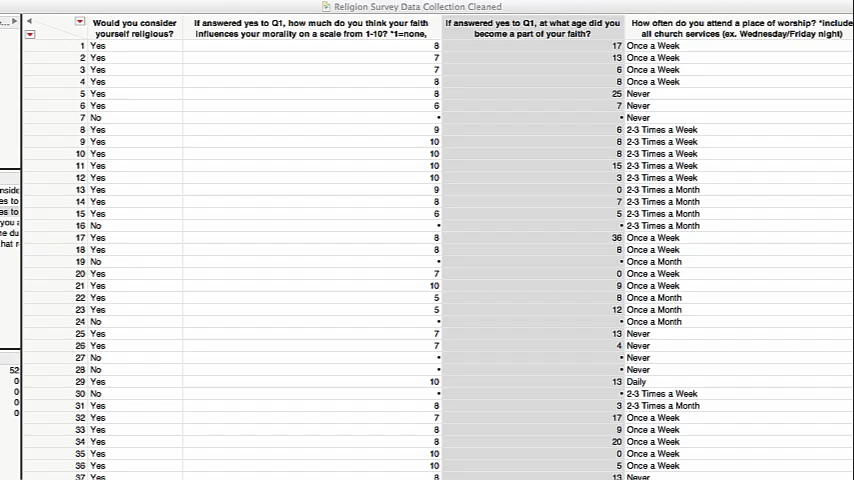 Religion Survey Data Collection Cleaned
Would you consider yourself religious? If answered yes to Q1, how much do you think your faith influences your morality on a scale from 1-10? *1=none, If answered yes to Q1, at what age did you become a part of your faith? How often do you attend a place of worship? *include all church services (ex. Wednesday/Friday night)
1 Yes 8 17 Once a Week
2 Yes 7 13 Once a Week
3 Yes 7 6 Once a Week
4 Yes 8 8 Once a Week
5 Yes 8 25 Never
6 Yes 6 7 Never
7 No • • Never
8 Yes 9 6 2-3 Times a Week
9 Yes 10 8 2-3 Times a Week
10 Yes 10 8 2-3 Times a Week
11 Yes 10 15 2-3 Times a Week
12 Yes 10 3 2-3 Times a Week
13 Yes 9 0 2-3 Times a Month
14 Yes 8 7 2-3 Times a Month
15 Yes 6 5 2-3 Times a Month
16 No • • 2-3 Times a Month
17 Yes 8 36 Once a Week
18 Yes 8 8 Once a Week
19 No • • Once a Month
20 Yes 7 0 Once a Week
21 Yes 10 9 Once a Week
22 Yes 5 8 Once a Month
23 Yes 5 12 Once a Month
24 No • • Once a Month
25 Yes 7 13 Never
26 Yes 7 4 Never
27 No • • Never
28 No • • Never
29 Yes 10 13 Daily
30 No • • 2-3 Times a Week
31 Yes 8 3 2-3 Times a Month
32 Yes 7 17 Once a Week
33 Yes 8 9 Once a Week
34 Yes 8 20 Once a Week
35 Yes 10 0 Once a Week
36 Yes 10 5 Once a Week
37 Yes 8 13 Never
52
0
0
0
0